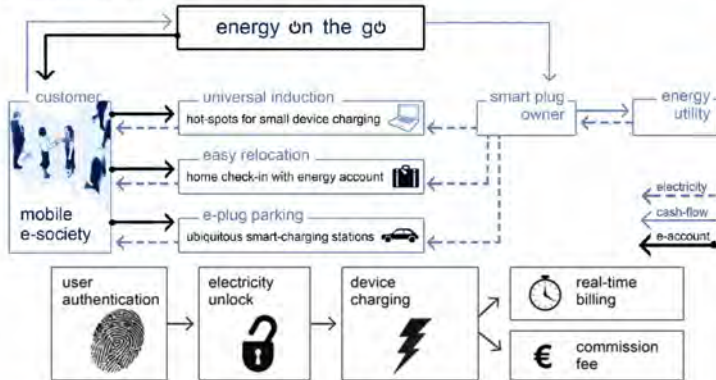 energy on the go
customer
universal induction
hot-spots for small device charging
smart plug
owner
energy
utility
easy relocation
home check-in with energy account
mobile
e-society
e-plug parking
ubiquitous smart-charging stations
electricity
cash-flow
e-account
user
authentication
electricity
unlock
device
charging
real-time
billing
€ commission
fee